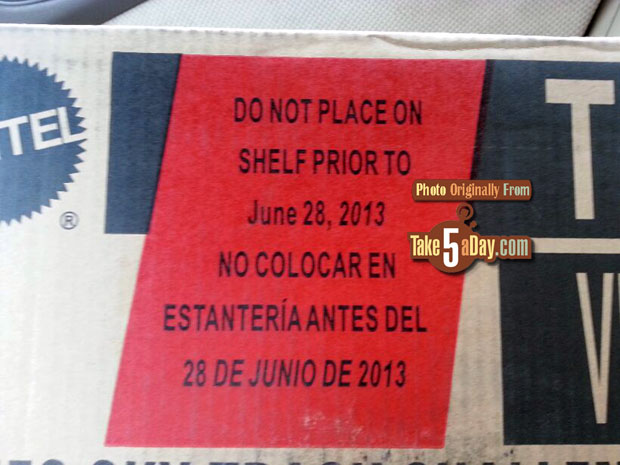 TEL
®
DO NOT PLACE ON
SHELF PRIOR TO
June 28, 2013
NO COLOCAR EN
ESTANTERÍA ANTES DEL
28 DE JUNIO DE 2013
T
V
Photo Originally From
Take5aDay.com